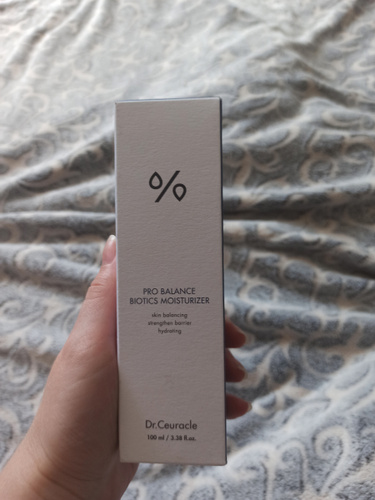 %
PRO BALANCE
BIOTICS MOISTURIZER
skin balancing
strengthen barrier
hydrating
Dr.Ceuracle
100 ml / 3.38 fl.oz.